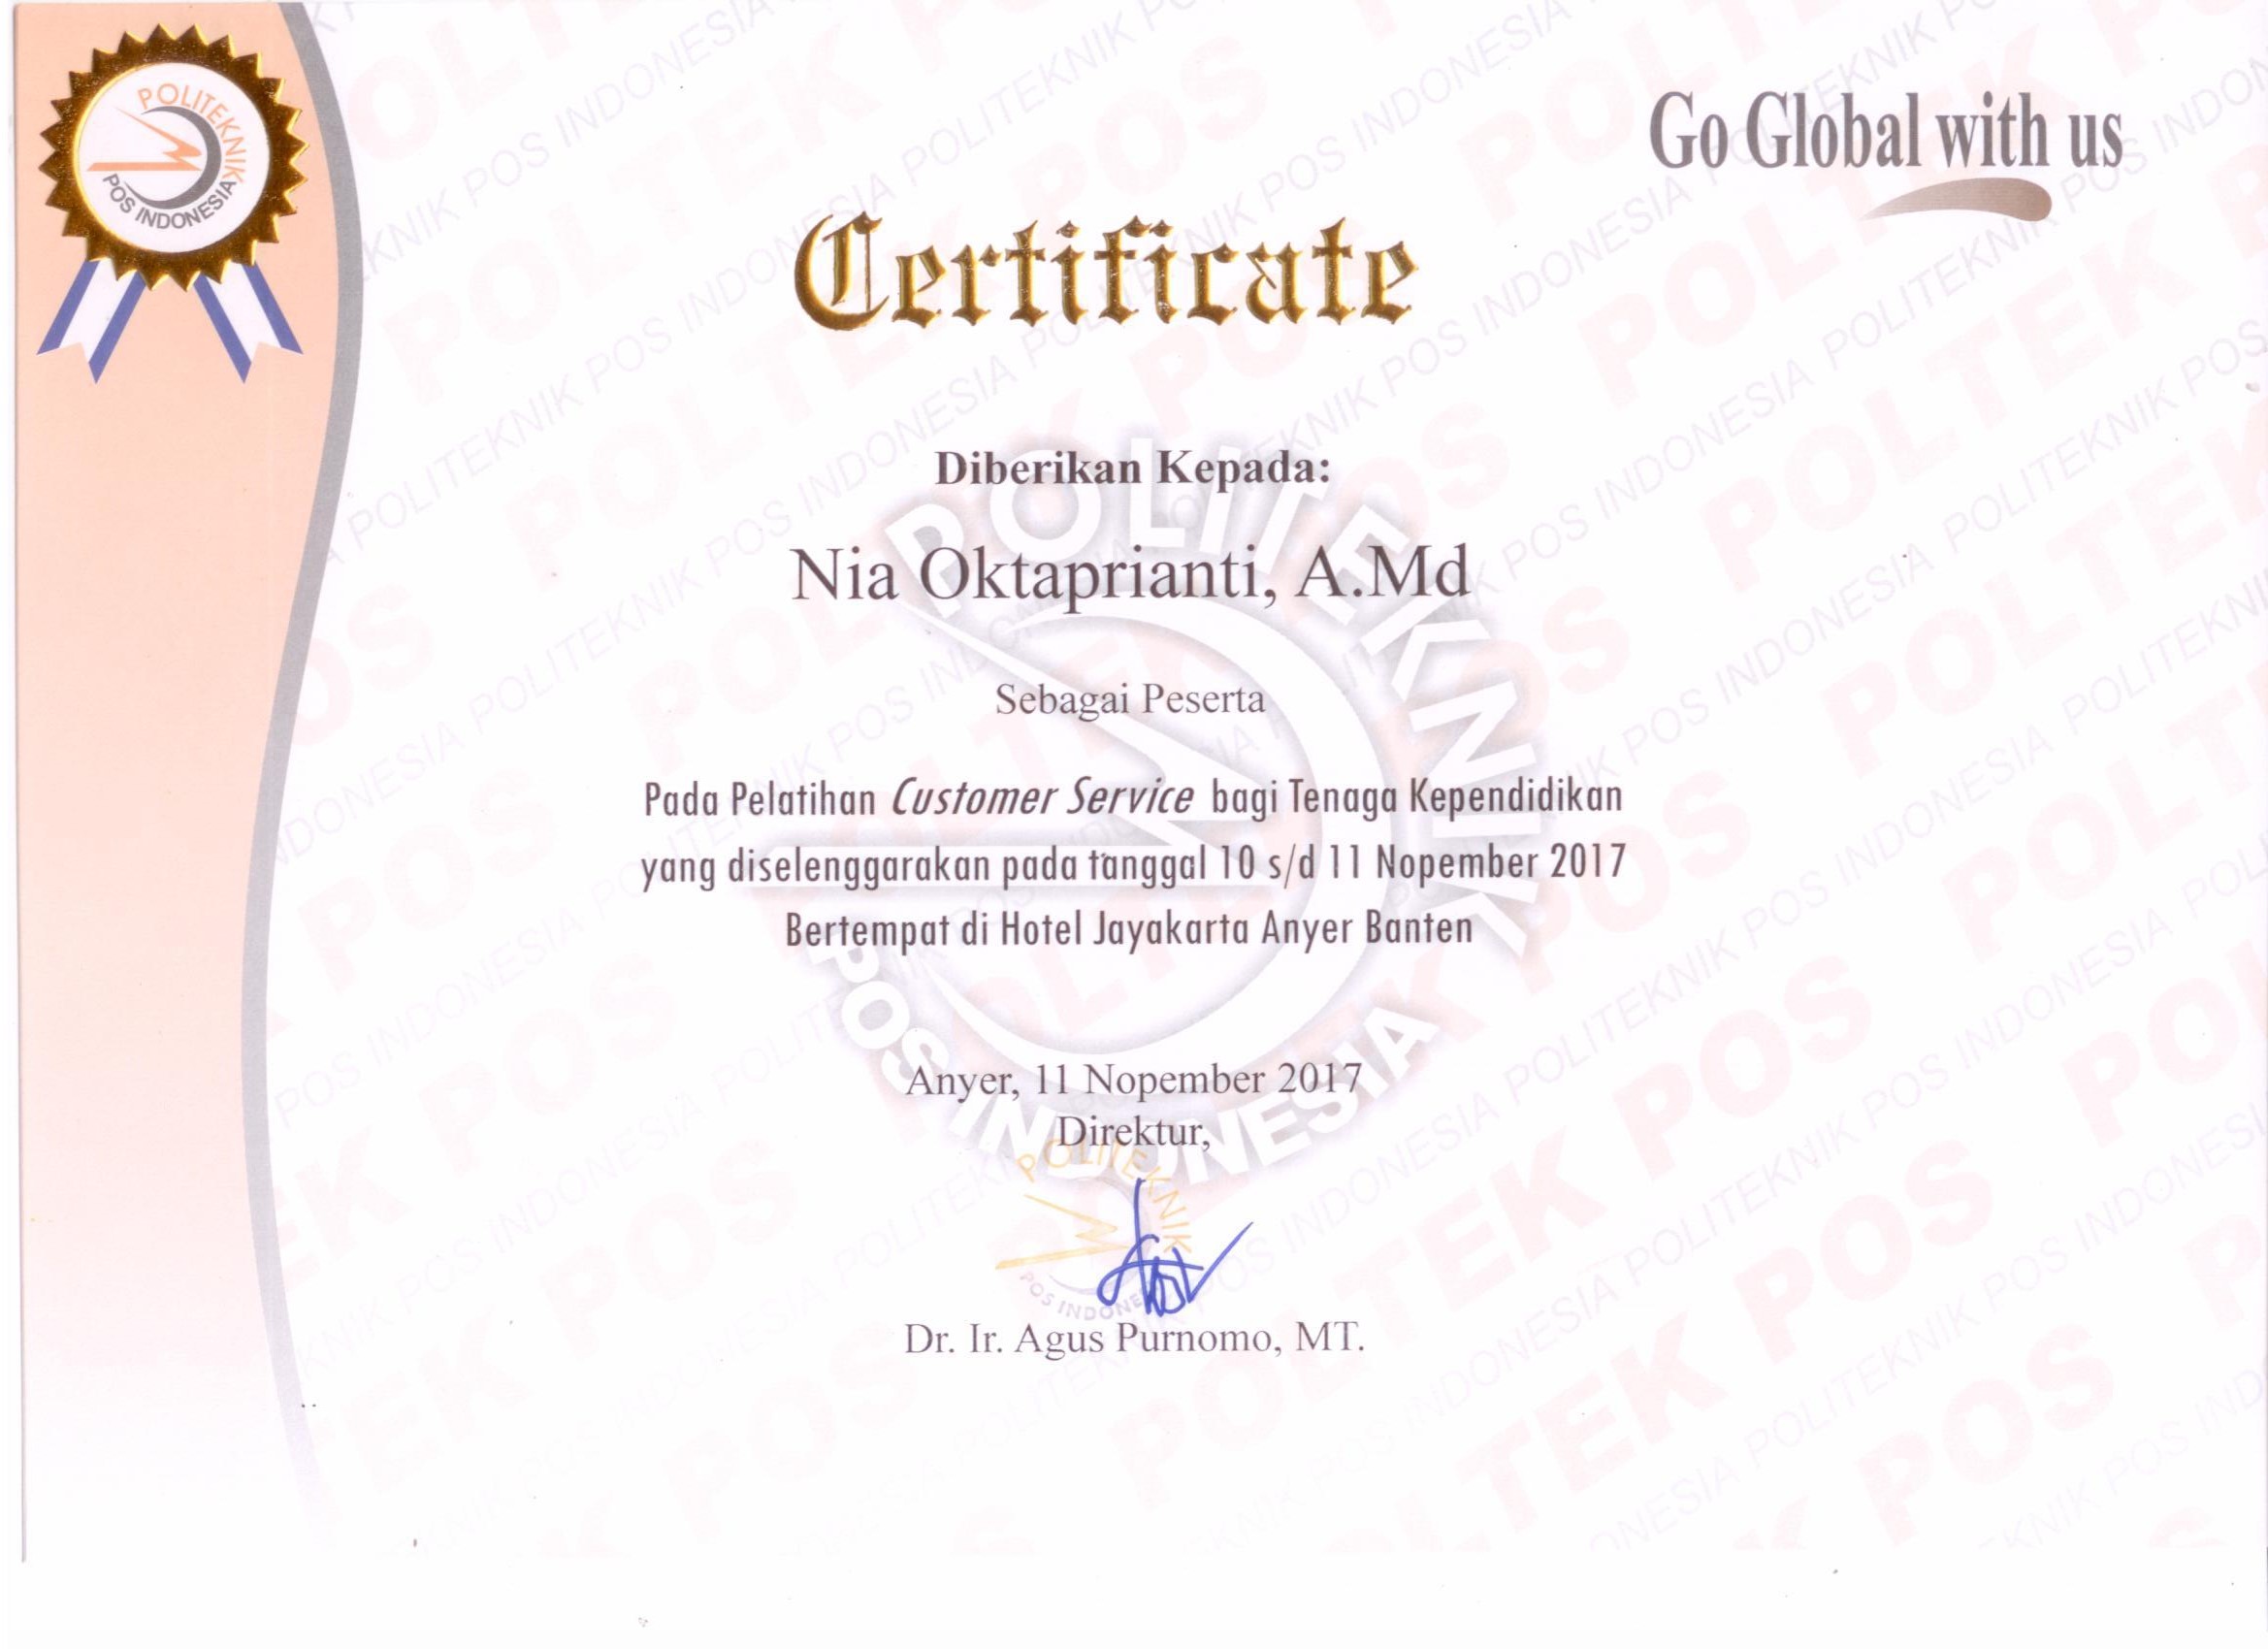 POLITEKNIK
POS INDONESIA
Go Global with us
Certificate
Diberikan Kepada:
Nia Oktaprianti, A.Md
Sebagai Peserta
Pada Pelatihan Customer Service bagi Tenaga Kependidikan
yang diselenggarakan pada tanggal 10 s/d 11 Nopember 2017
Bertempat di Hotel Jayakarta Anyer Banten
Anyer, 11 Nopember 2017
Direktur,
POLITEKNIK
POS INDONESIA
Dr. Ir. Agus Purnomo, MT.